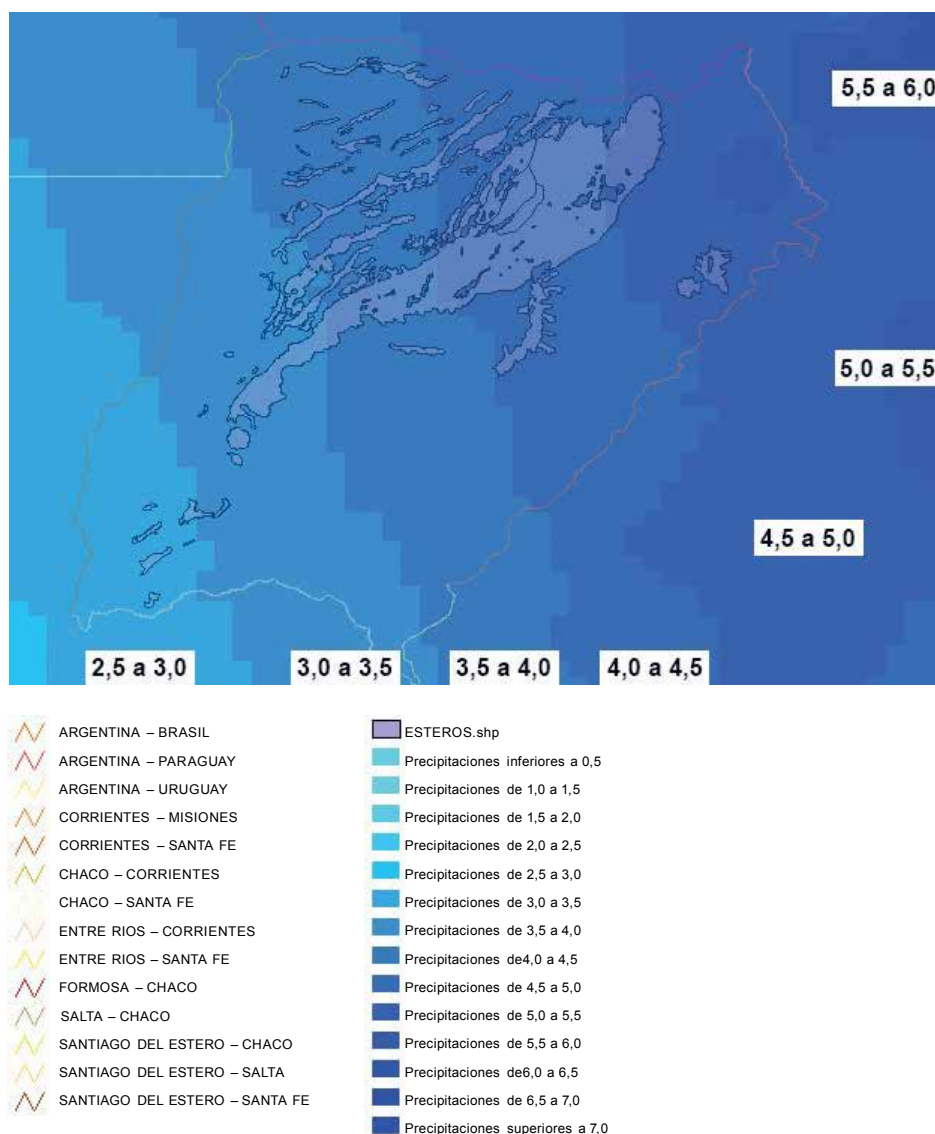 5,5 a 6,0
5,0 a 5,5
4,5 a 5,0
2,5 a 3,0
3,0 a 3,5
3,5 a 4,0
4,0 a 4,5
ARGENTINA – BRASIL
ARGENTINA – PARAGUAY
ARGENTINA – URUGUAY
CORRIENTES – MISIONES
CORRIENTES – SANTA FE
CHACO – CORRIENTES
CHACO – SANTA FE
ENTRE RIOS – CORRIENTES
ENTRE RIOS – SANTA FE
FORMOSA – CHACO
SALTA – CHACO
SANTIAGO DEL ESTERO – CHACO
SANTIAGO DEL ESTERO – SALTA
SANTIAGO DEL ESTERO – SANTA FE
ESTEROS.shp
Precipitaciones inferiores a 0,5
Precipitaciones de 1,0 a 1,5
Precipitaciones de 1,5 a 2,0
Precipitaciones de 2,0 a 2,5
Precipitaciones de 2,5 a 3,0
Precipitaciones de 3,0 a 3,5
Precipitaciones de 3,5 a 4,0
Precipitaciones de4,0 a 4,5
Precipitaciones de 4,5 a 5,0
Precipitaciones de 5,0 a 5,5
Precipitaciones de 5,5 a 6,0
Precipitaciones de6,0 a 6,5
Precipitaciones de 6,5 a 7,0
Precipitaciones superiores a 7,0